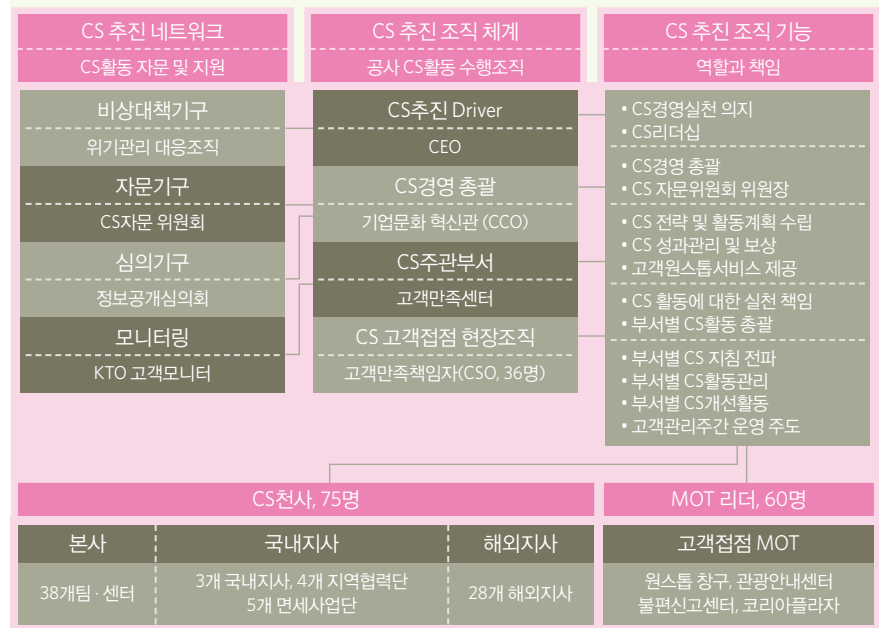 CS 추진 네트워크
CS활동 자문 및 지원
비상대책기구
위기관리 대응조직
자문기구
CS자문 위원회
심의기구
정보공개심의회
모니터링
KTO 고객모니터
CS 추진 조직 체계
공사 CS활동 수행조직
CS추진 Driver
CEO
CS경영 총괄
기업문화 혁신관 (CCO)
CS주관부서
고객만족센터
CS 고객접점 현장조직
고객만족책임자(CSO, 36명)
CS 추진 조직 기능
역할과 책임
• CS경영실천 의지
• CS리더십
• CS경영 총괄
• CS 자문위원회 위원장
• CS 전략 및 활동계획 수립
• CS 성과관리 및 보상
• 고객원스톱서비스 제공
• CS 활동에 대한 실천 책임
• 부서별 CS활동 총괄
• 부서별 CS 지침 전파
• 부서별 CS활동관리
• 부서별 CS개선활동
• 고객관리주간 운영 주도
CS천사, 75명
본사
38개팀 · 센터
국내지사
3개 국내지사, 4개 지역협력단
5개 면세사업단
해외지사
28개 해외지사
MOT 리더, 60명
고객접점 MOT
원스톱 창구, 관광안내센터
불편신고센터, 코리아플라자